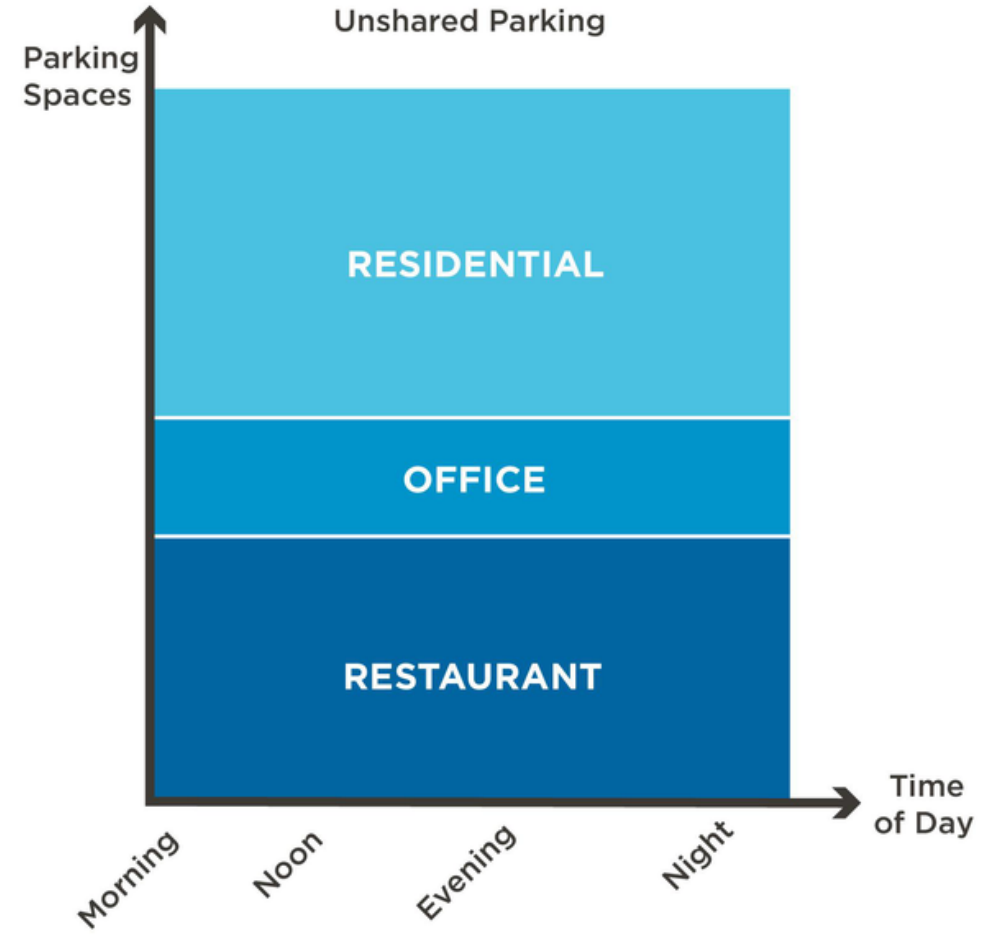 Unshared Parking
Parking
Spaces
RESIDENTIAL
OFFICE
RESTAURANT
Time
of Day
Morning
Noon
Evening
Night